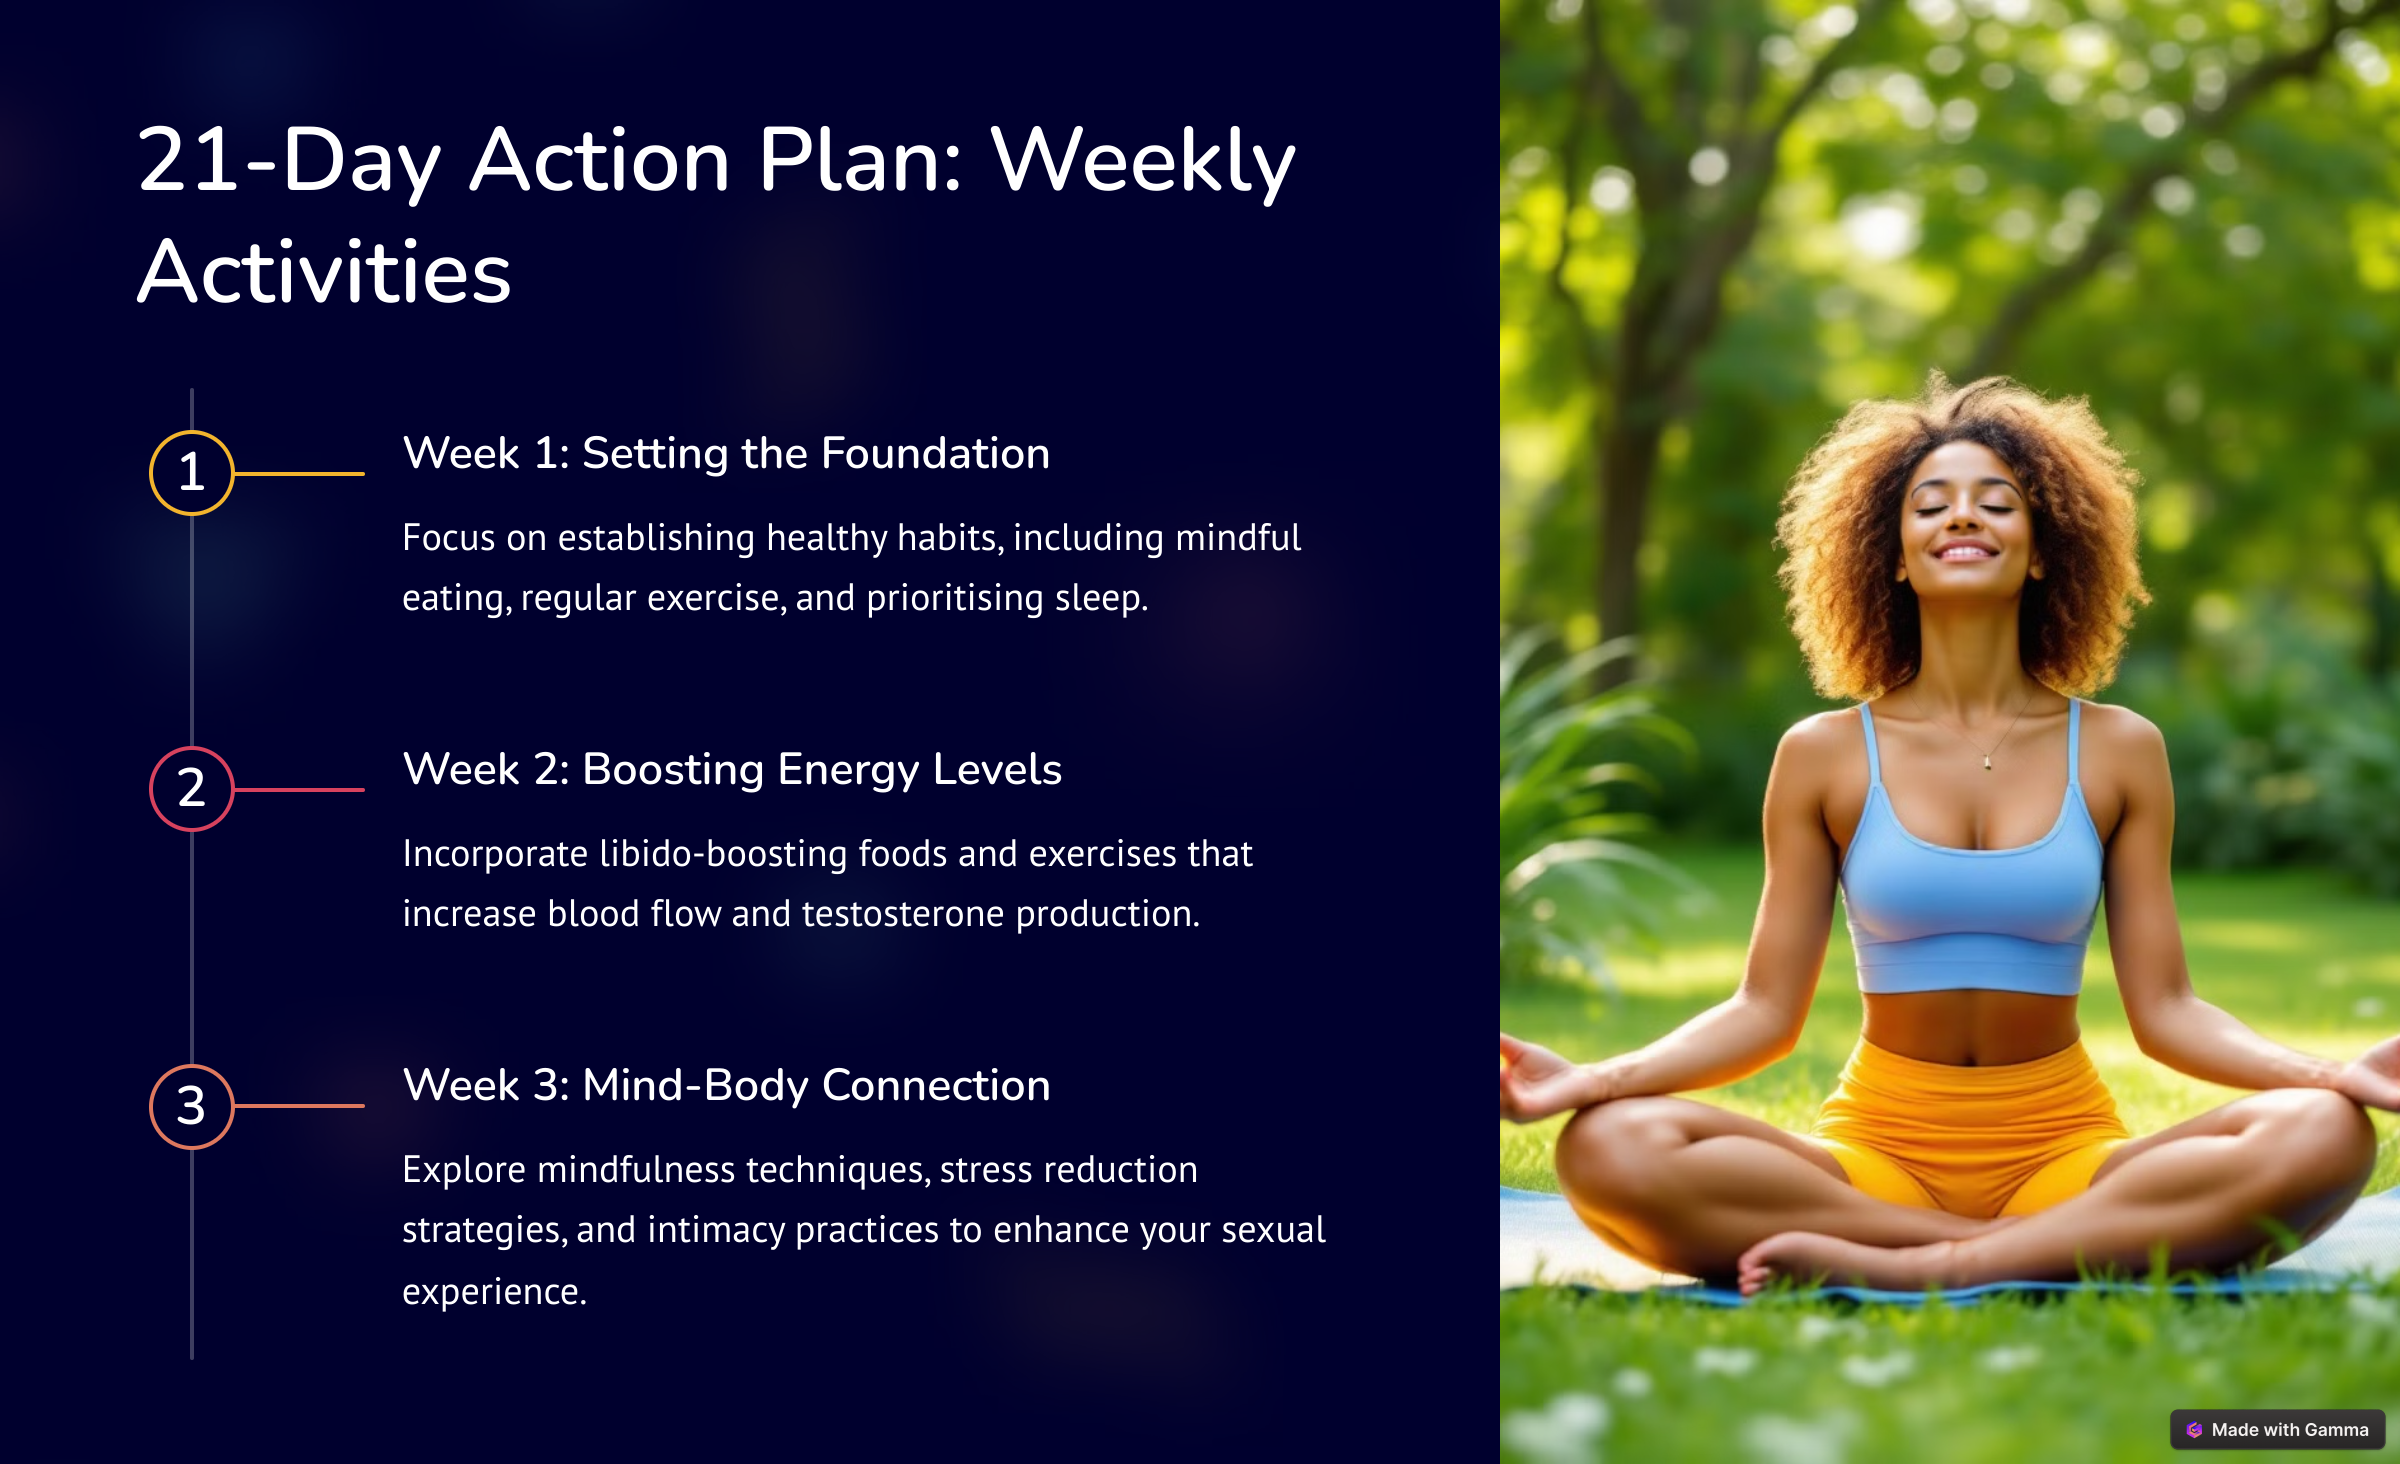 21-Day Action Plan: Weekly
Activities
1
Week 1: Setting the Foundation
Focus on establishing healthy habits, including mindful
eating, regular exercise, and prioritising sleep.
2
Week 2: Boosting Energy Levels
Incorporate libido-boosting foods and exercises that
increase blood flow and testosterone production.
3
Week 3: Mind-Body Connection
Explore mindfulness techniques, stress reduction
strategies, and intimacy practices to enhance your sexual
experience.
Made with Gamma